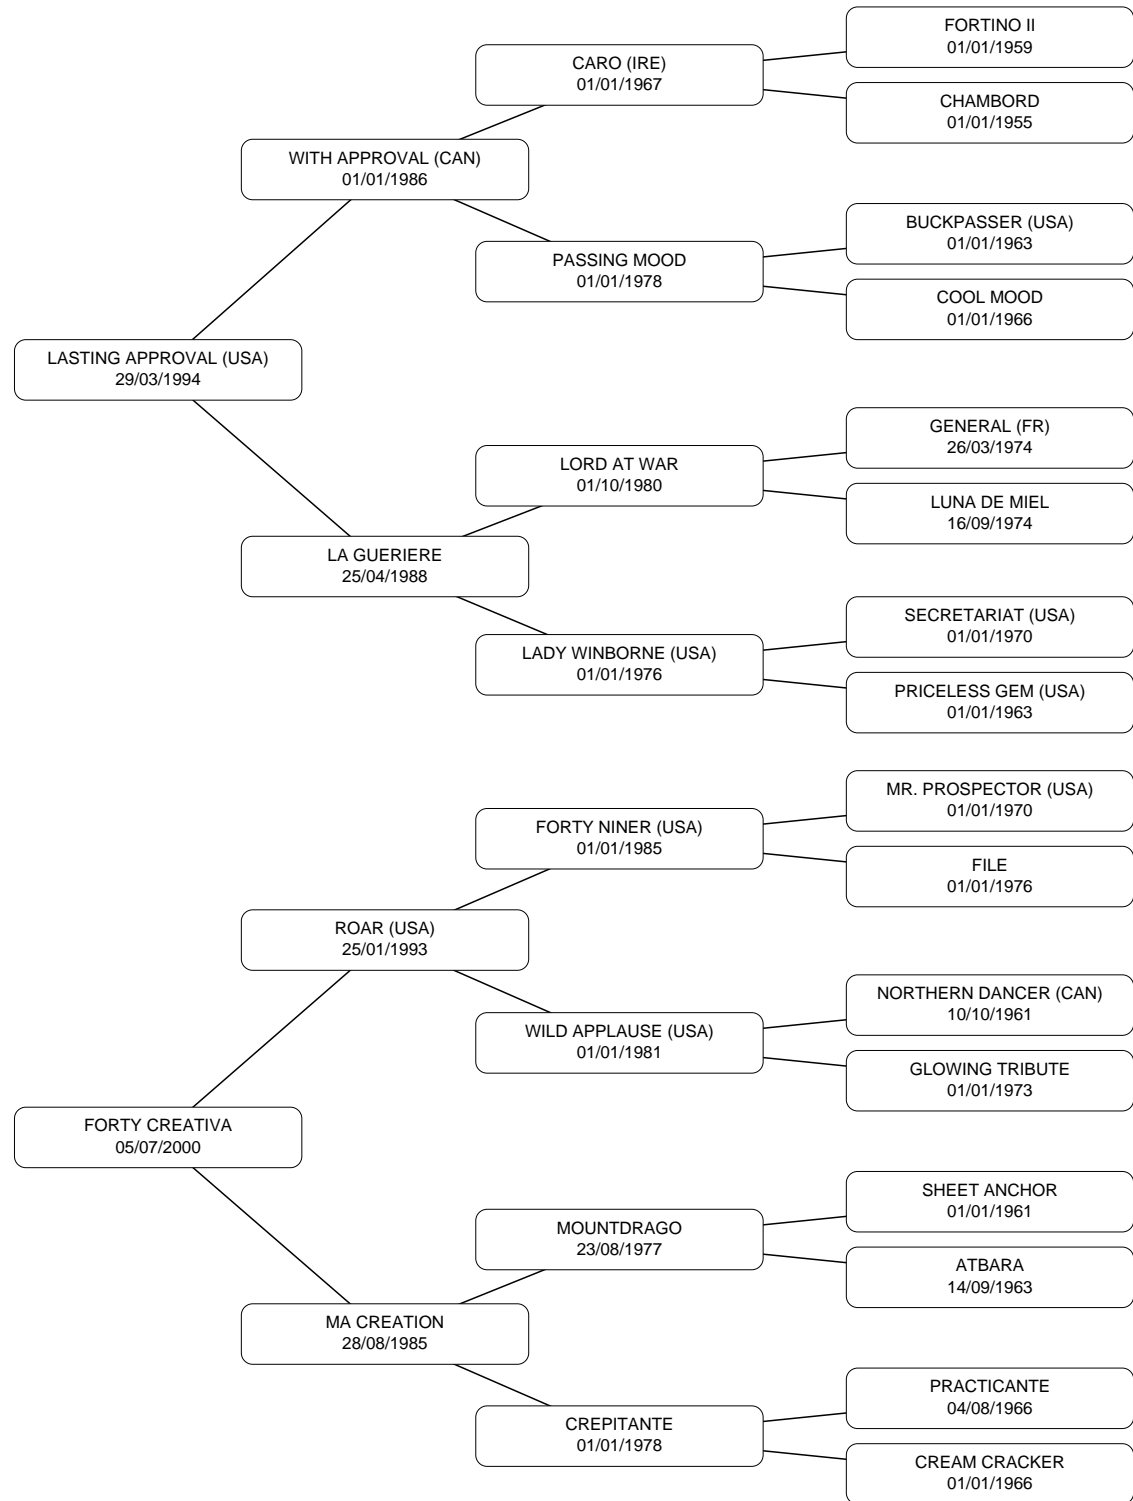 FORTINO II
01/01/1959
CARO (IRE)
01/01/1967
CHAMBORD
01/01/1955
WITH APPROVAL (CAN)
01/01/1986
BUCKPASSER (USA)
01/01/1963
PASSING MOOD
01/01/1978
COOL MOOD
01/01/1966
LASTING APPROVAL (USA)
29/03/1994
GENERAL (FR)
26/03/1974
LORD AT WAR
01/10/1980
LUNA DE MIEL
16/09/1974
LA GUERIERE
25/04/1988
SECRETARIAT (USA)
01/01/1970
LADY WINBORNE (USA)
01/01/1976
PRICELESS GEM (USA)
01/01/1963
MR. PROSPECTOR (USA)
01/01/1970
FORTY NINER (USA)
01/01/1985
FILE
01/01/1976
ROAR (USA)
25/01/1993
NORTHERN DANCER (CAN)
10/10/1961
WILD APPLAUSE (USA)
01/01/1981
GLOWING TRIBUTE
01/01/1973
FORTY CREATIVA
05/07/2000
SHEET ANCHOR
01/01/1961
MOUNTDRAGO
23/08/1977
ATBARA
14/09/1963
MA CREATION
28/08/1985
PRACTICANTE
04/08/1966
CREPITANTE
01/01/1978
CREAM CRACKER
01/01/1966